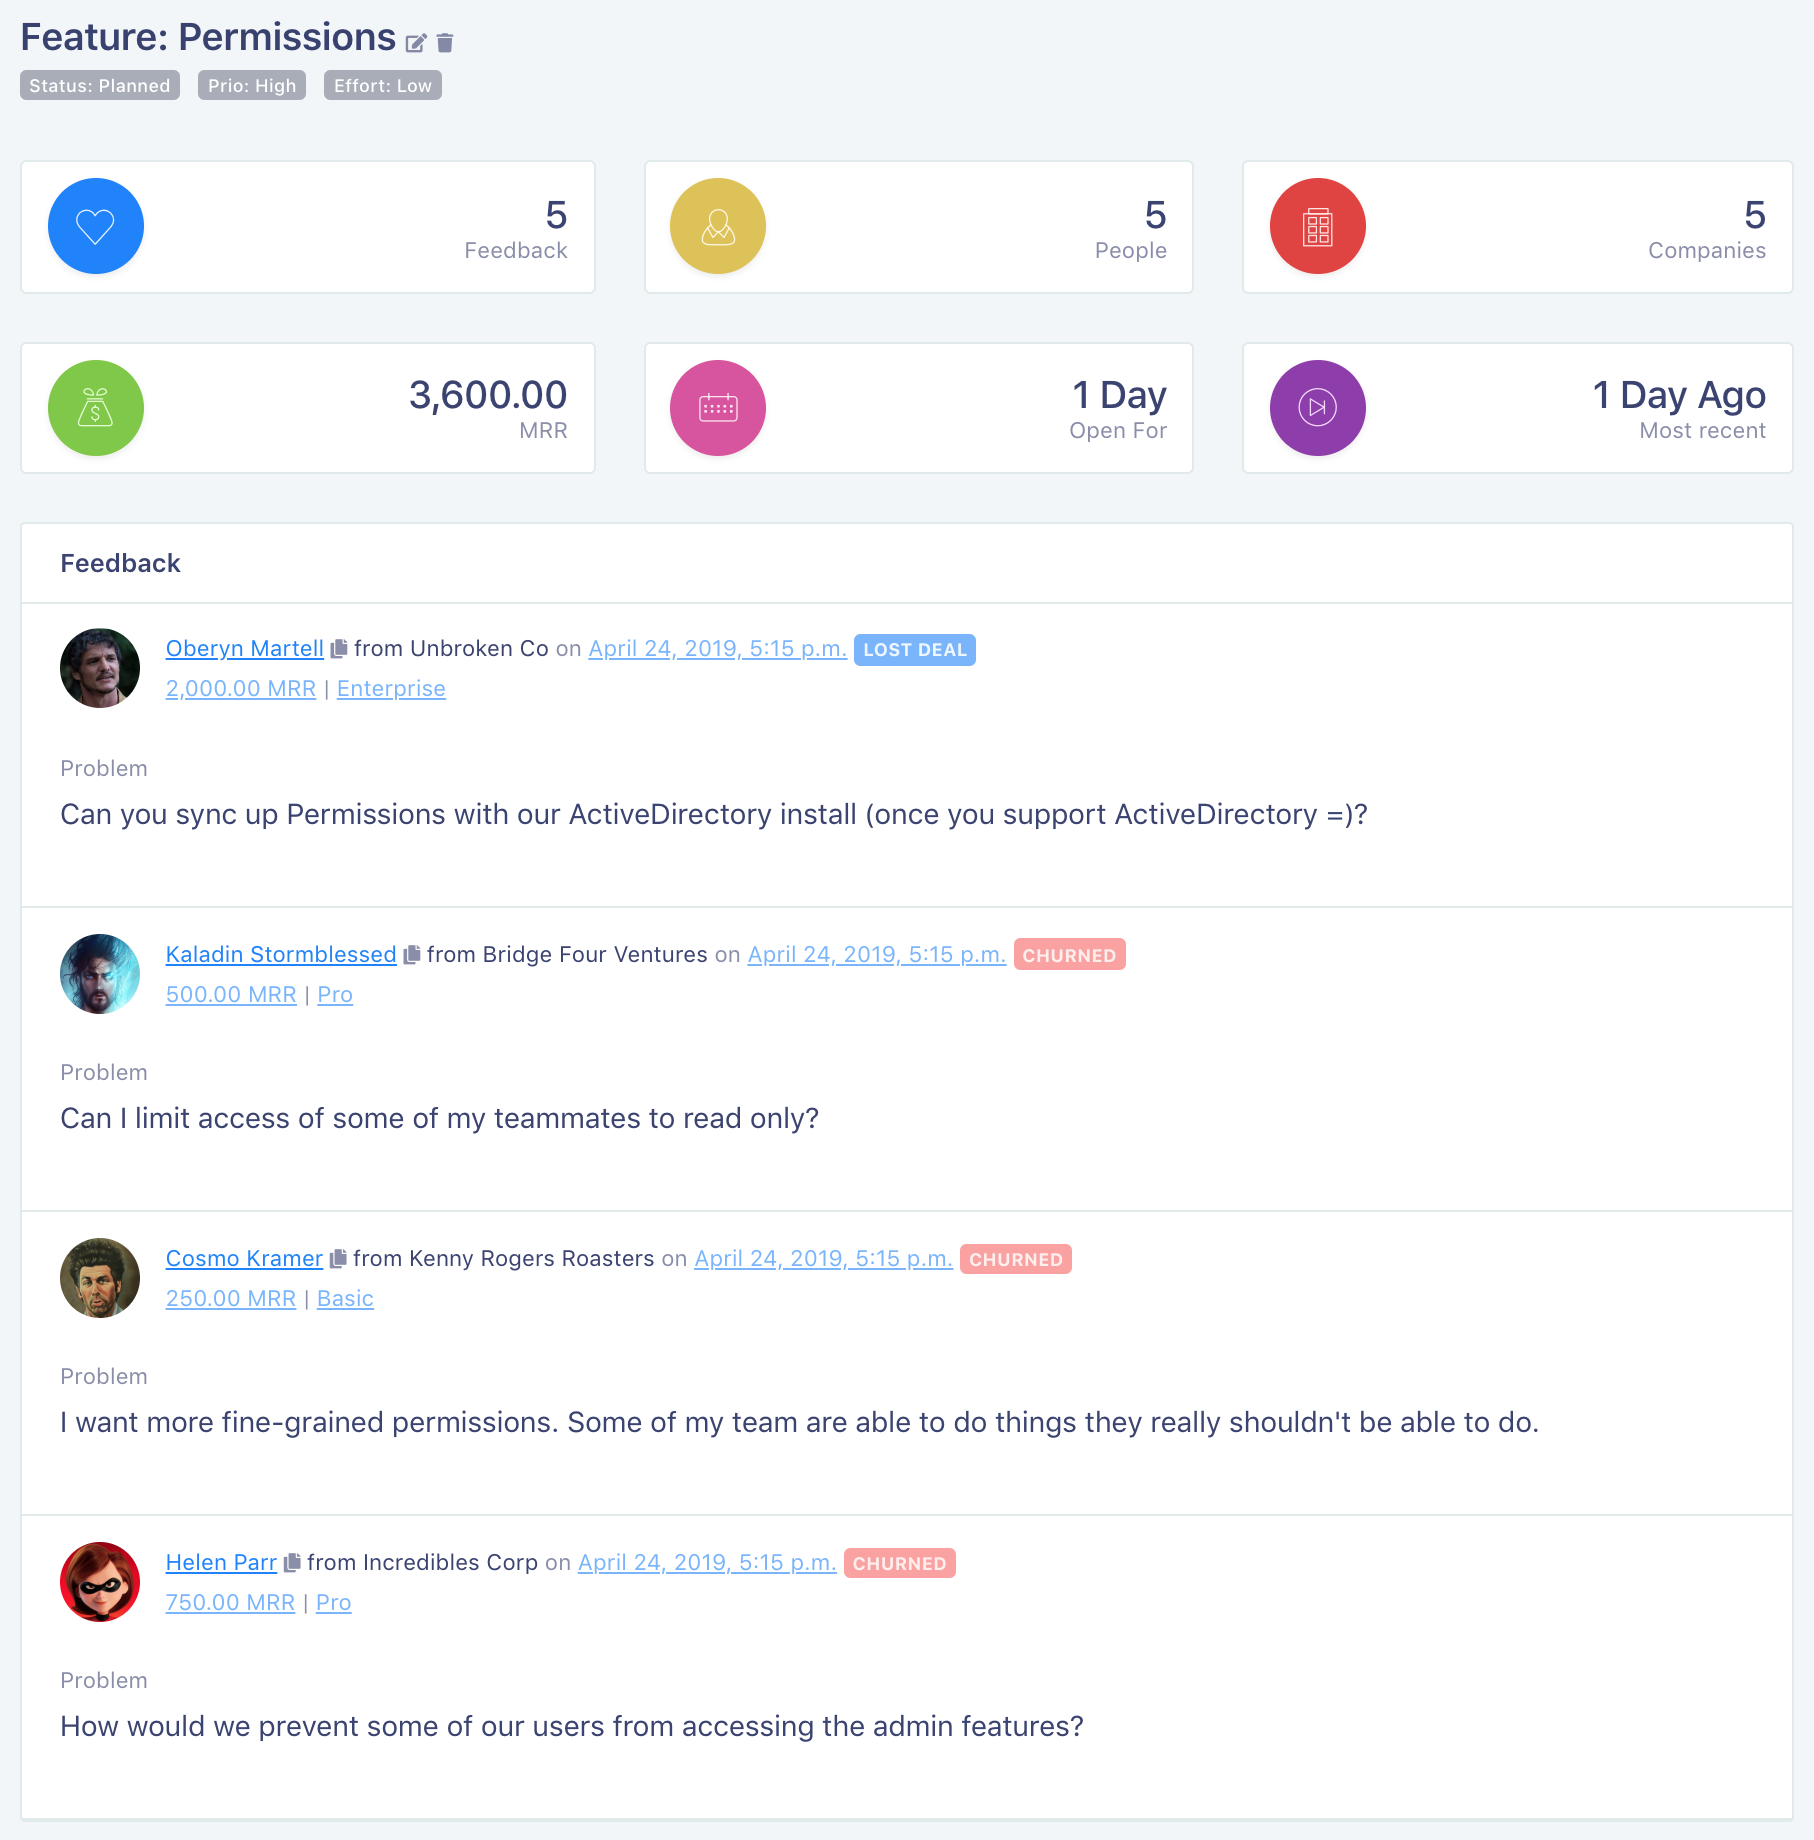 Feature: Permissions
Status: Planned Prio: High Effort: Low
5
Feedback
5
People
5
Companies
3,600.00
MRR
1 Day
Open For
1 Day Ago
Most recent
Feedback
Oberyn Martell from Unbroken Co on April 24, 2019, 5:15 p.m. LOST DEAL
2,000.00 MRR | Enterprise
Problem
Can you sync up Permissions with our ActiveDirectory install (once you support ActiveDirectory =)?
Kaladin Stormblessed from Bridge Four Ventures on April 24, 2019, 5:15 p.m. CHURNED
500.00 MRR | Pro
Problem
Can I limit access of some of my teammates to read only?
Cosmo Kramer from Kenny Rogers Roasters on April 24, 2019, 5:15 p.m. CHURNED
250.00 MRR | Basic
Problem
I want more fine-grained permissions. Some of my team are able to do things they really shouldn't be able to do.
Helen Parr from Incredibles Corp on April 24, 2019, 5:15 p.m. CHURNED
750.00 MRR | Pro
Problem
How would we prevent some of our users from accessing the admin features?